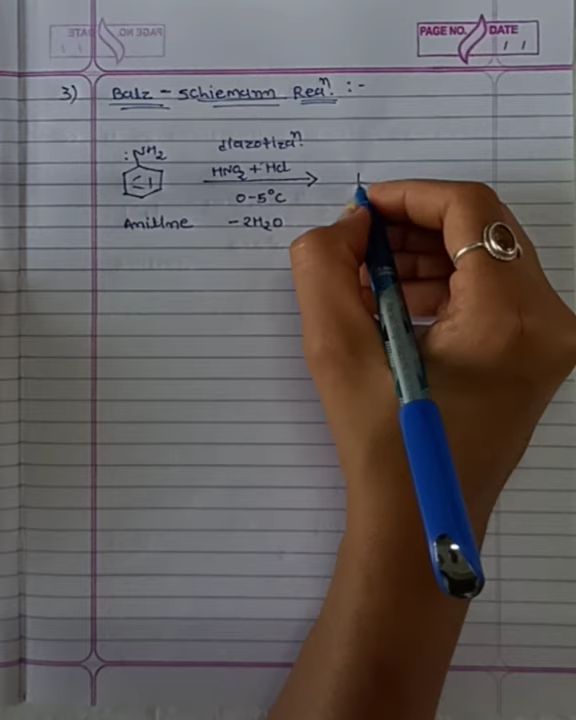 PAGE NO. DATE
/ /
3) Balz - Schiemann Reaⁿ. :-
:NH2 diazotizaⁿ.
HNO2 + Hcl
0-5°C
Aniline -2H2O